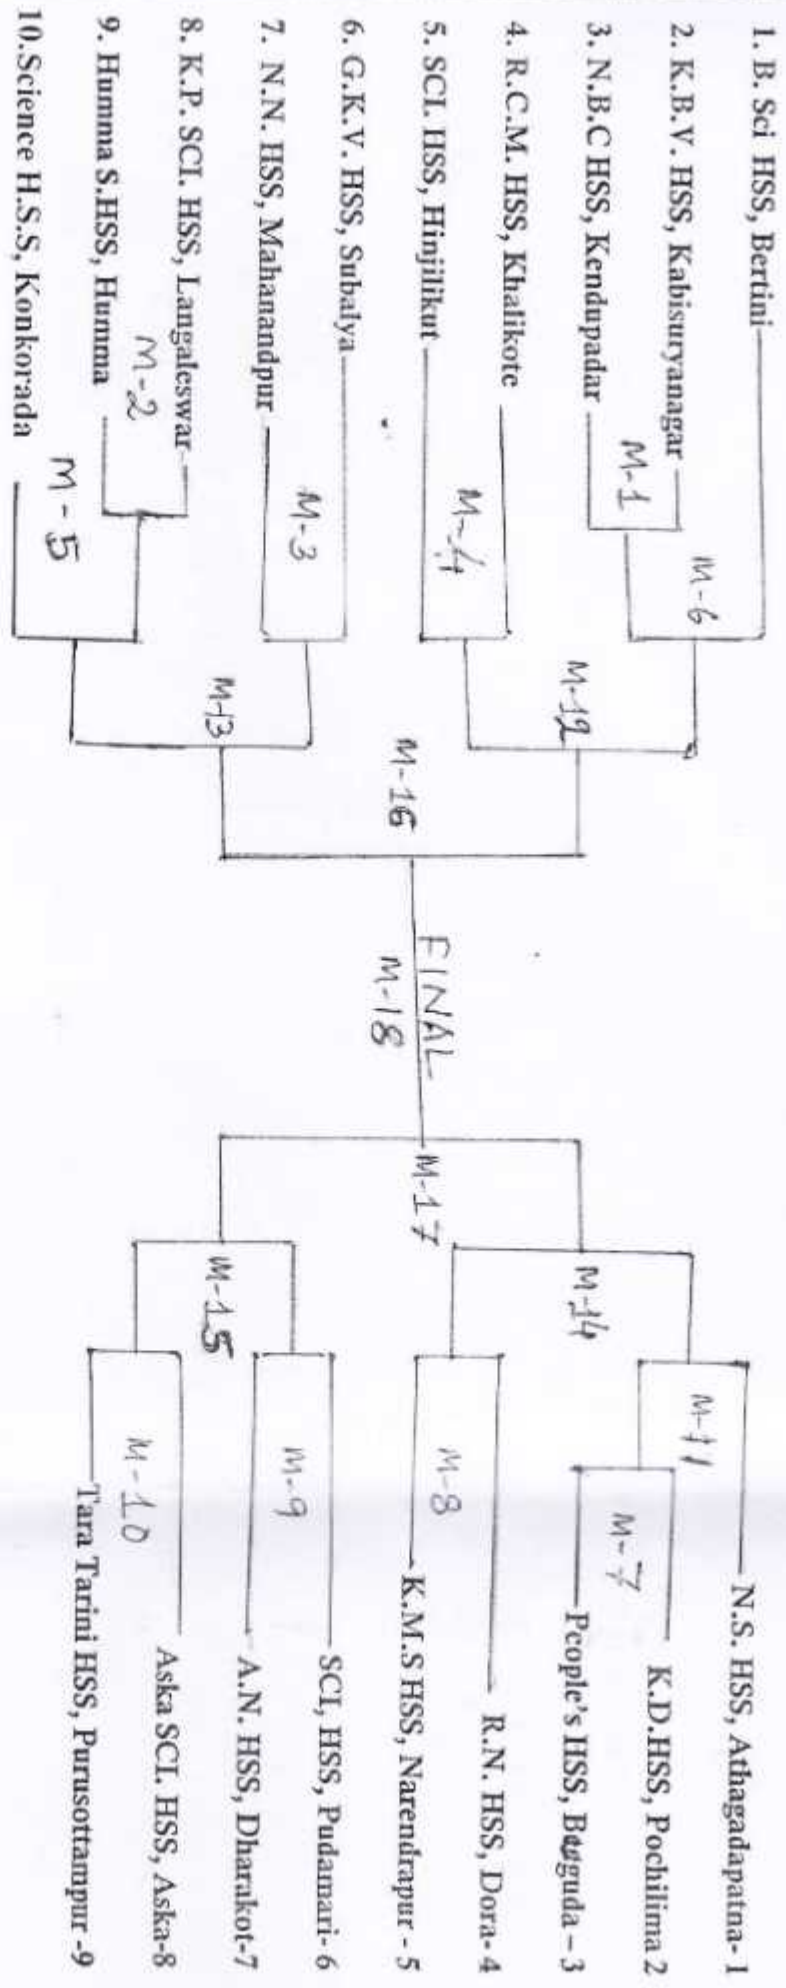 1. B. Sci HSS, Bertini
2. K.B.V. HSS, Kabisuryanagar
3. N.B.C HSS, Kendupadar
4. R.C.M. HSS, Khalikote
5. SCI. HSS, Hinjilikut
6. G.K.V. HSS, Subalya
7. N.N. HSS, Mahanandpur
8. K.P. SCI. HSS, Langaleswar
9. Humma S.HSS, Humma
10.Science H.S.S, Konkorada
M-1
M-6
M-4
M-12
M-3
M-2
M-5
M-13
M-16
FINAL
M-18
M-17
M-14
M-11
M-7
M-8
M-15
M-9
M-10
N.S. HSS, Athagadapatna- 1
K.D.HSS, Pochilima 2
People's HSS, Buguda – 3
R.N. HSS, Dora- 4
K.M.S HSS, Narendrapur - 5
SCI, HSS, Pudamari- 6
A.N. HSS, Dharakot-7
Aska SCI. HSS, Aska-8
Tara Tarini HSS, Purusottampur -9